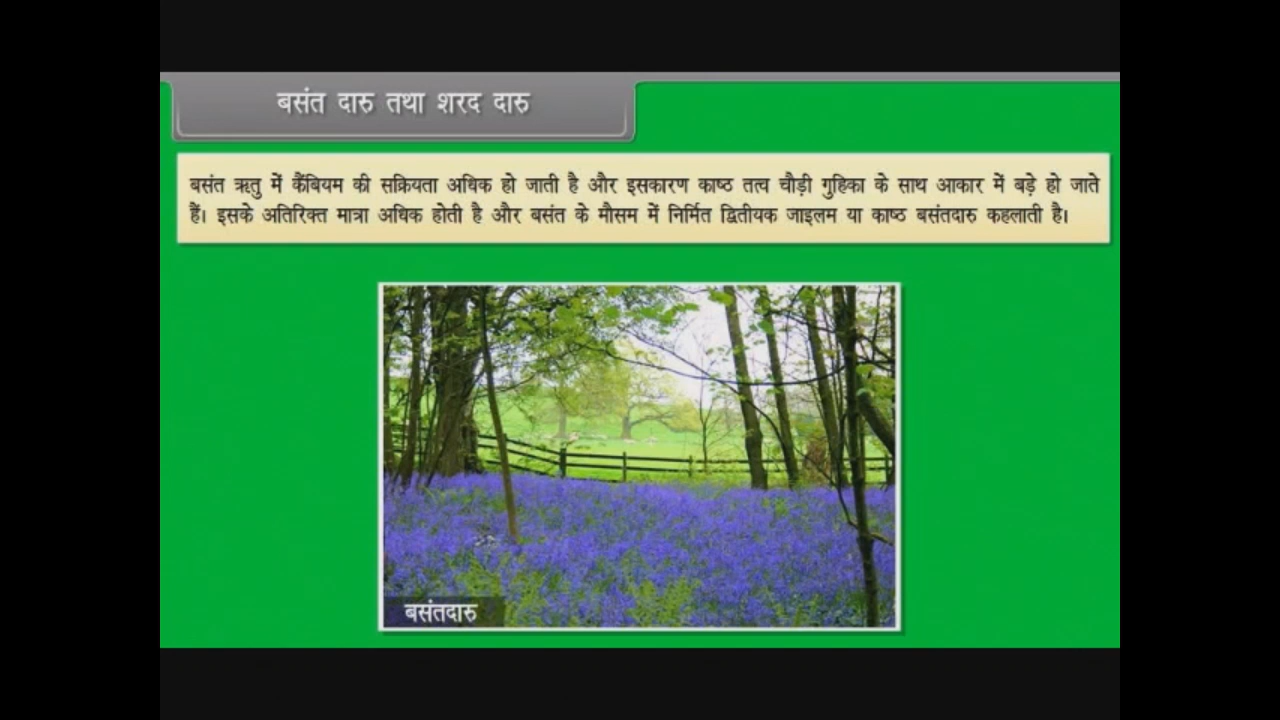 बसंत दारु तथा शरद दारु
बसंत ऋतु में कैंबियम की सक्रियता अधिक हो जाती है और इसकारण काष्ठ तत्व चौड़ी गुहिका के साथ आकार में बड़े हो जाते
हैं। इसके अतिरिक्त मात्रा अधिक होती है और बसंत के मौसम में निर्मित द्वितीयक जाइलम या काष्ठ बसंतदारु कहलाती है।
बसंतदारु